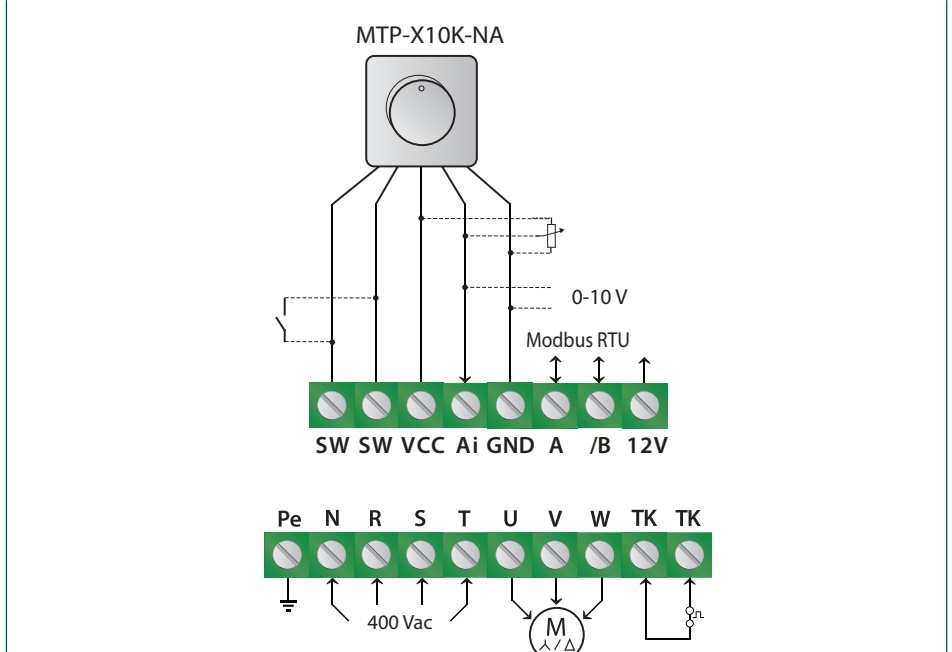 MTP-X10K-NA
0-10 V
Modbus RTU
SW SW VCC Ai GND A /B 12V
Pe N R S T U V W TK TK
400 Vac
M